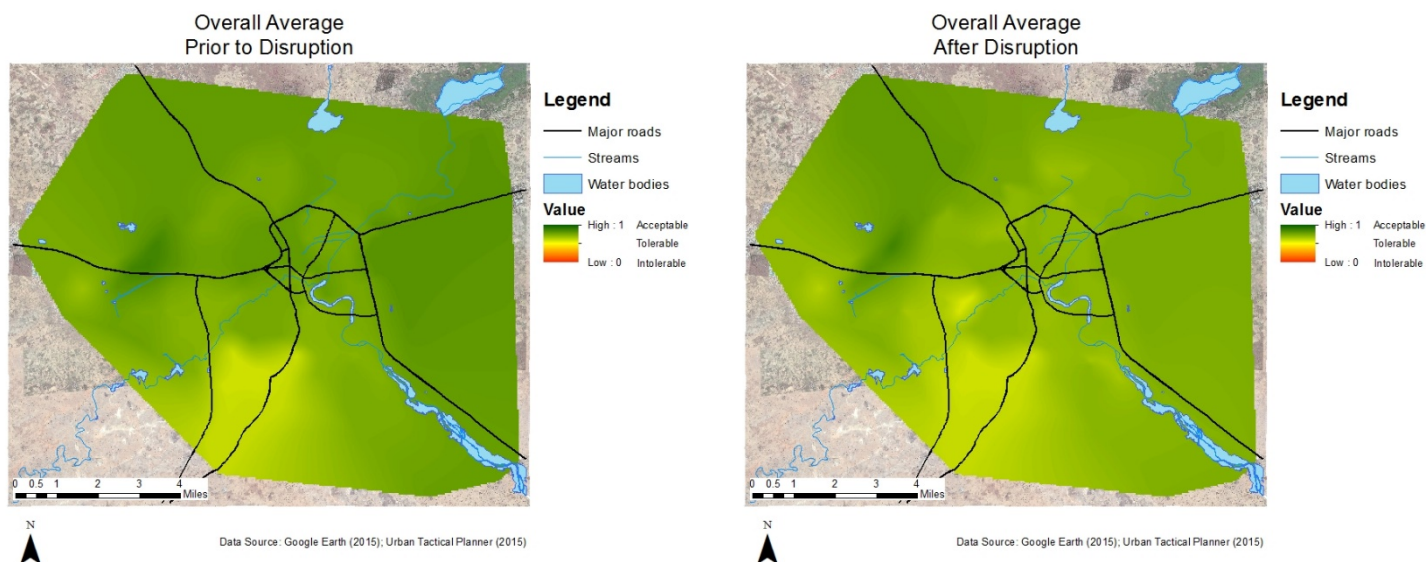 Overall Average
Prior to Disruption
Legend
Major roads
Streams
Water bodies
Value
High : 1 Acceptable
Tolerable
Low : 0 Intolerable
0 0.5 1 2 3 4
Miles
N
Data Source: Google Earth (2015); Urban Tactical Planner (2015)
Overall Average
After Disruption
Legend
Major roads
Streams
Water bodies
Value
High : 1 Acceptable
Tolerable
Low : 0 Intolerable
0 0.5 1 2 3 4
Miles
N
Data Source: Google Earth (2015); Urban Tactical Planner (2015)